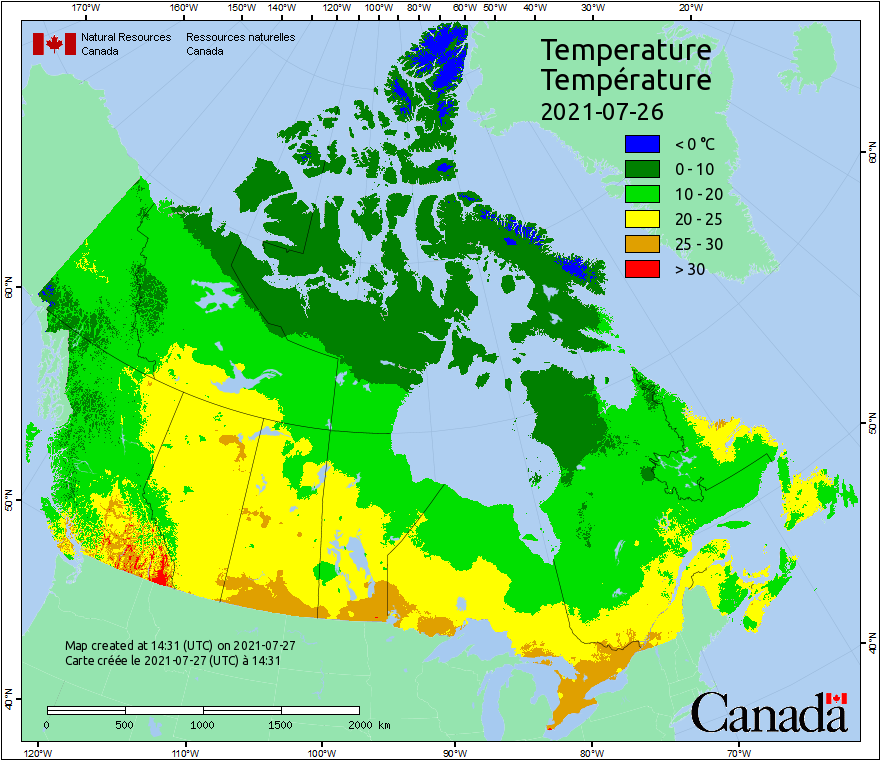 170°W 160°W 150°W 140°W 130°W 120°W 110°W 100°W 80°W 60°W 50°W 40°W 30°W 20°W
Natural Resources Ressources naturelles
Canada Canada
Temperature
Température
2021-07-26
< 0 °C
0 - 10
10 - 20
20 - 25
25 - 30
> 30
60°N
60°N
50°N
50°N
40°N
40°N
Map created at 14:31 (UTC) on 2021-07-27
Carte créée le 2021-07-27 (UTC) à 14:31
0 500 1000 1500 2000 km
Canada
120°W 110°W 100°W 90°W 80°W 70°W